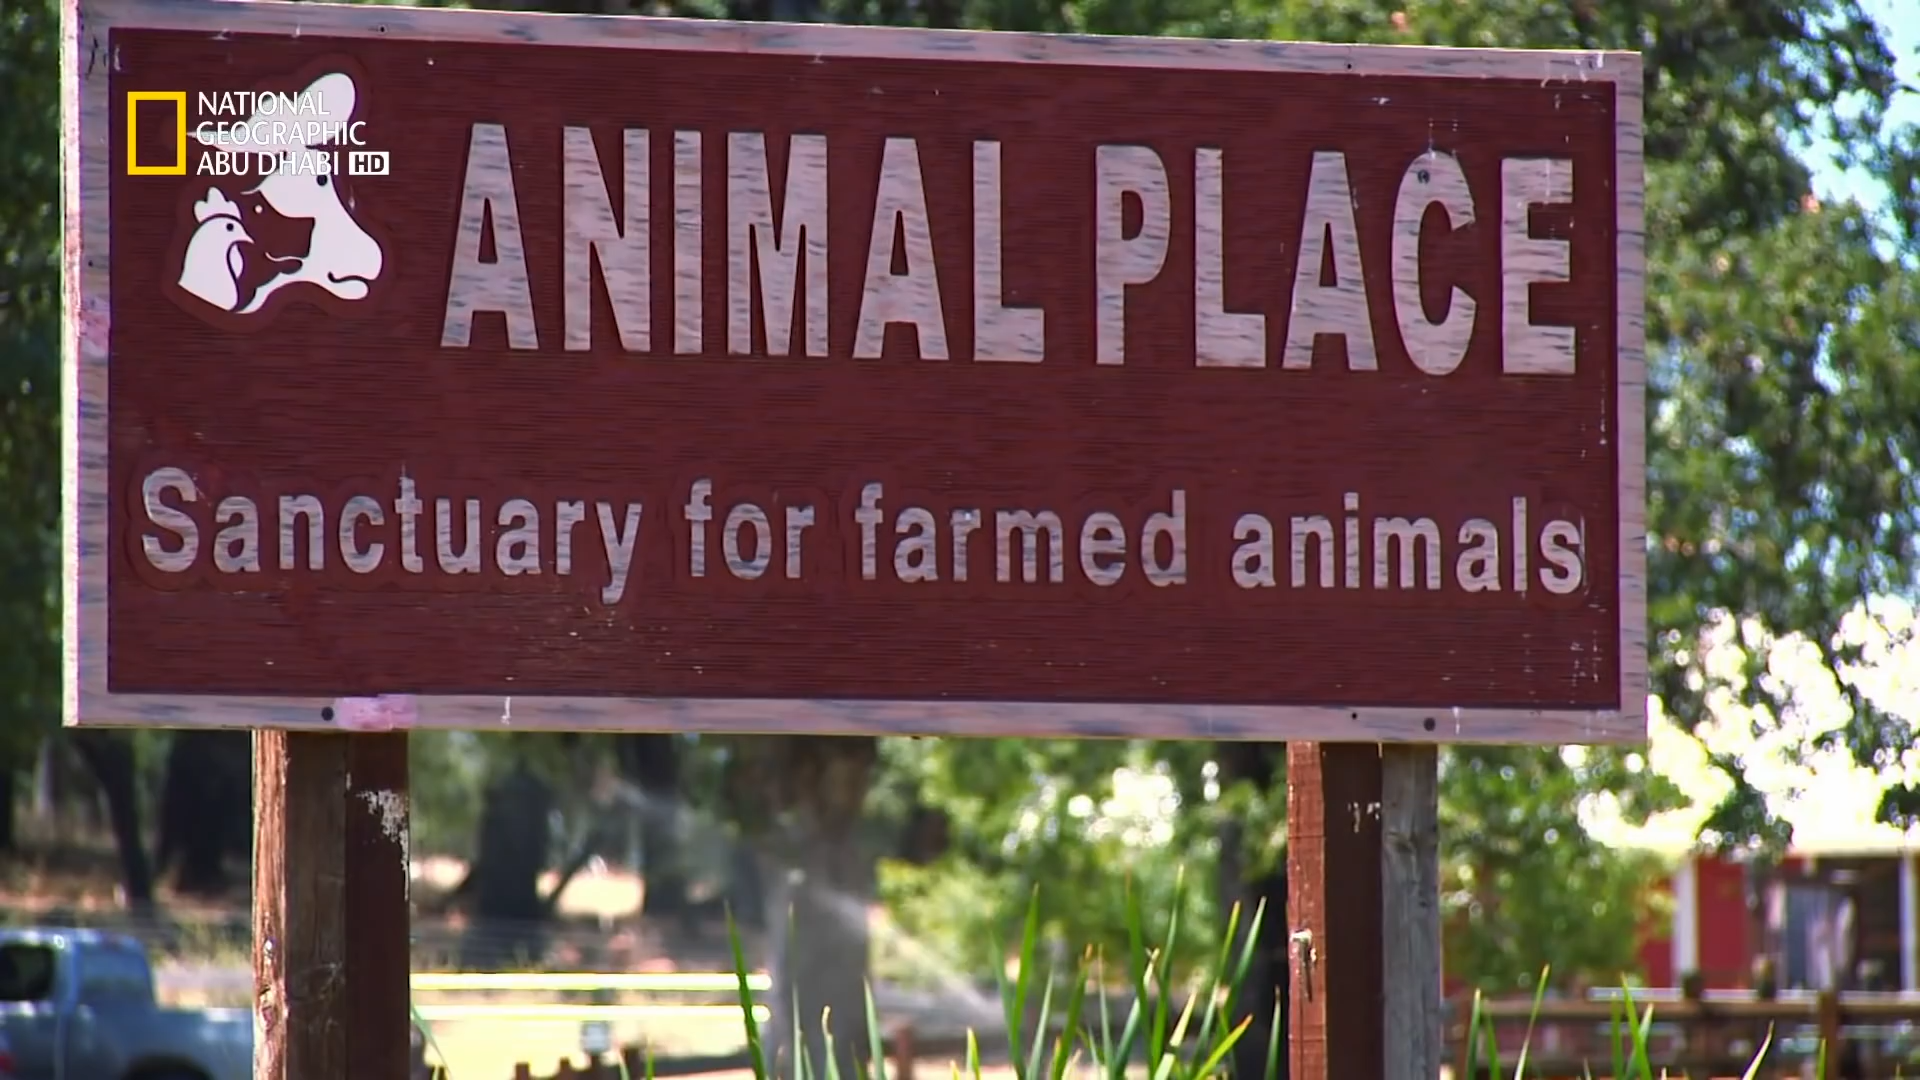 NATIONAL
GEOGRAPHIC
ABU DHABI HD
ANIMAL PLACE
Sanctuary for farmed animals